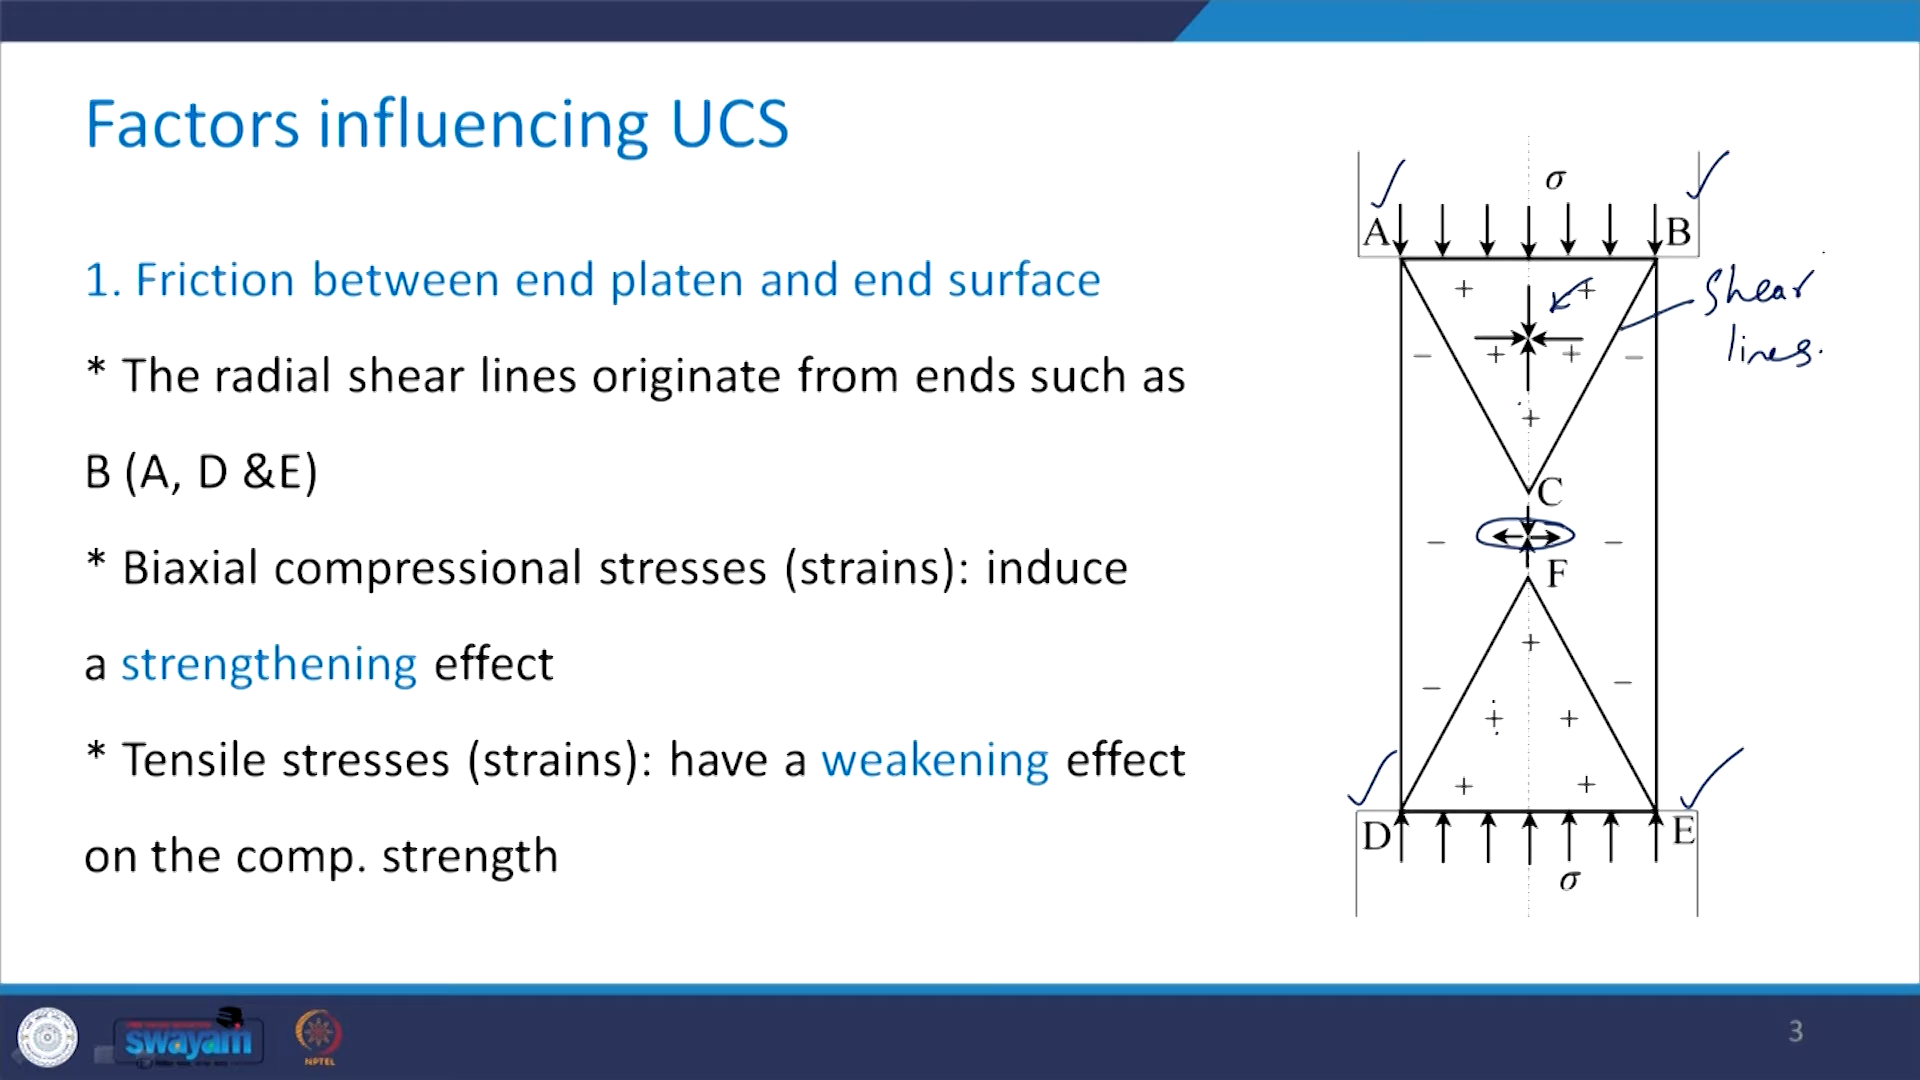 Factors influencing UCS
1. Friction between end platen and end surface
* The radial shear lines originate from ends such as
B (A, D &E)
* Biaxial compressional stresses (strains): induce
a strengthening effect
* Tensile stresses (strains): have a weakening effect
on the comp. strength
σ
A B
+ +
Shear
lines.
− + + −
+
C
− −
F
+
− −
+ +
+ +
D E
σ
swayam
NPTEL
3